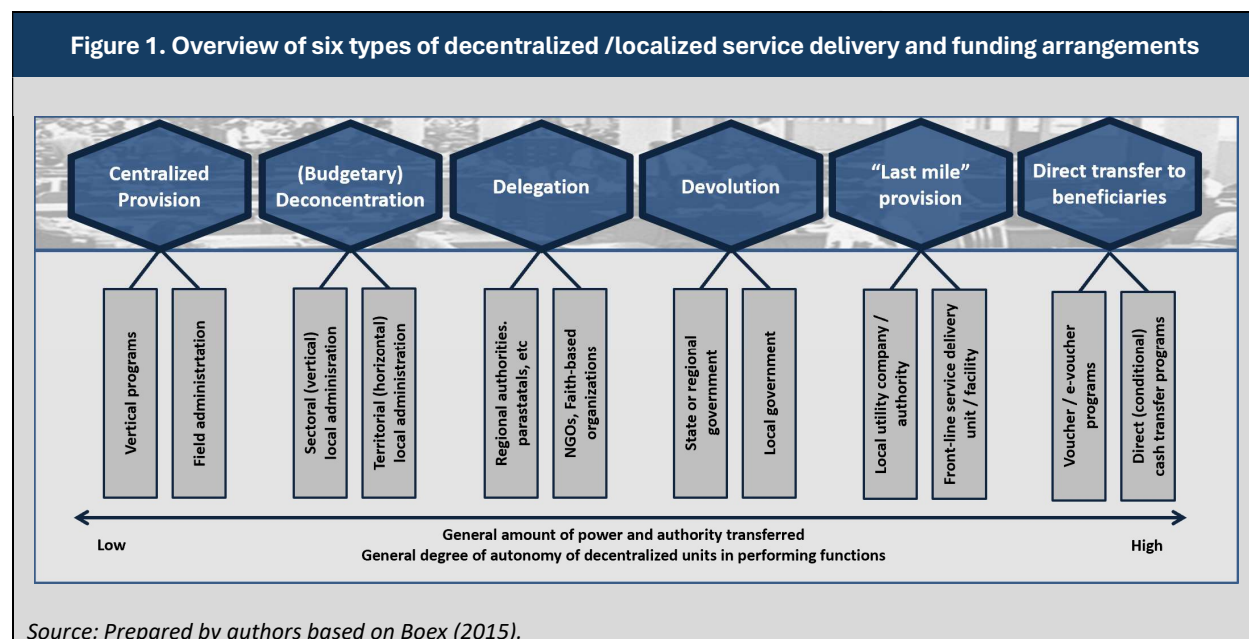 Figure 1. Overview of six types of decentralized /localized service delivery and funding arrangements
Centralized
Provision
(Budgetary)
Deconcentration
Delegation
Devolution
“Last mile”
provision
Direct transfer to
beneficiaries
Vertical programs
Field administrtation
Sectoral (vertical)
local adminisration
Territorial (horizontal)
local administration
Regional authorities.
parastatals, etc
NGOs, Faith-based
organizations
State or regional
government
Local government
Local utility company /
authority
Front-line service delivery
unit / facility
Voucher / e-voucher
programs
Direct (conditional)
cash transfer programs
General amount of power and authority transferred
Low
High
General degree of autonomy of decentralized units in performing functions
Source: Prepared by authors based on Boex (2015).